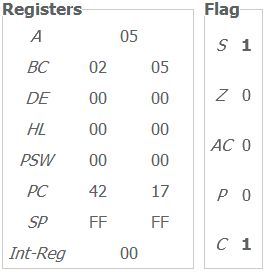 Registers Flag
A 05 S 1
BC 02 05
DE 00 00 Z 0
HL 00 00
AC 0
PSW 00 00
PC 42 17 P 0
SP FF FF
Int-Reg 00 C 1